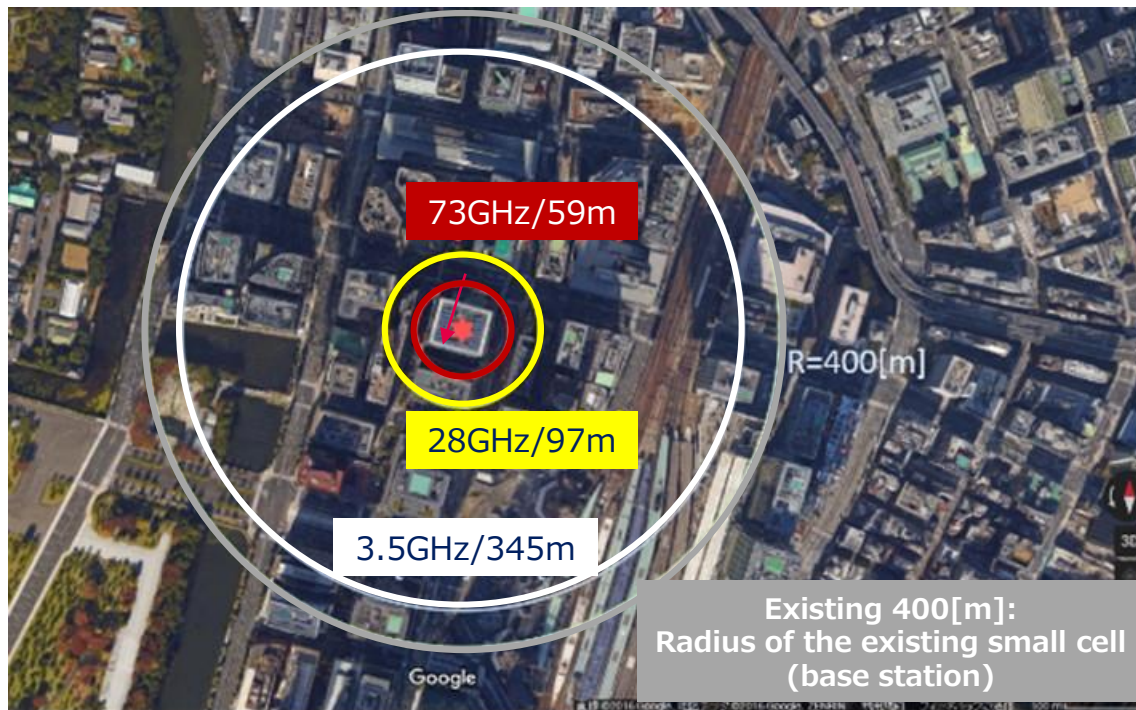 73GHz/59m
R=400[m]
28GHz/97m
3.5GHz/345m
Existing 400[m]:
Radius of the existing small cell
(base station)
3D
Google